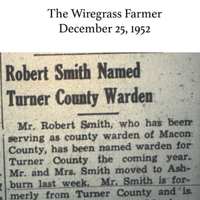 The Wiregrass Farmer
December 25, 1952
Robert Smith Named
Turner County Warden
Mr. Robert Smith, who has been
serving as county warden of Macon
County, has been named warden for
Turner County the coming year.
Mr. and Mrs. Smith moved to Ash-
burn last week. Mr. Smith is for-
merly from Turner County and is